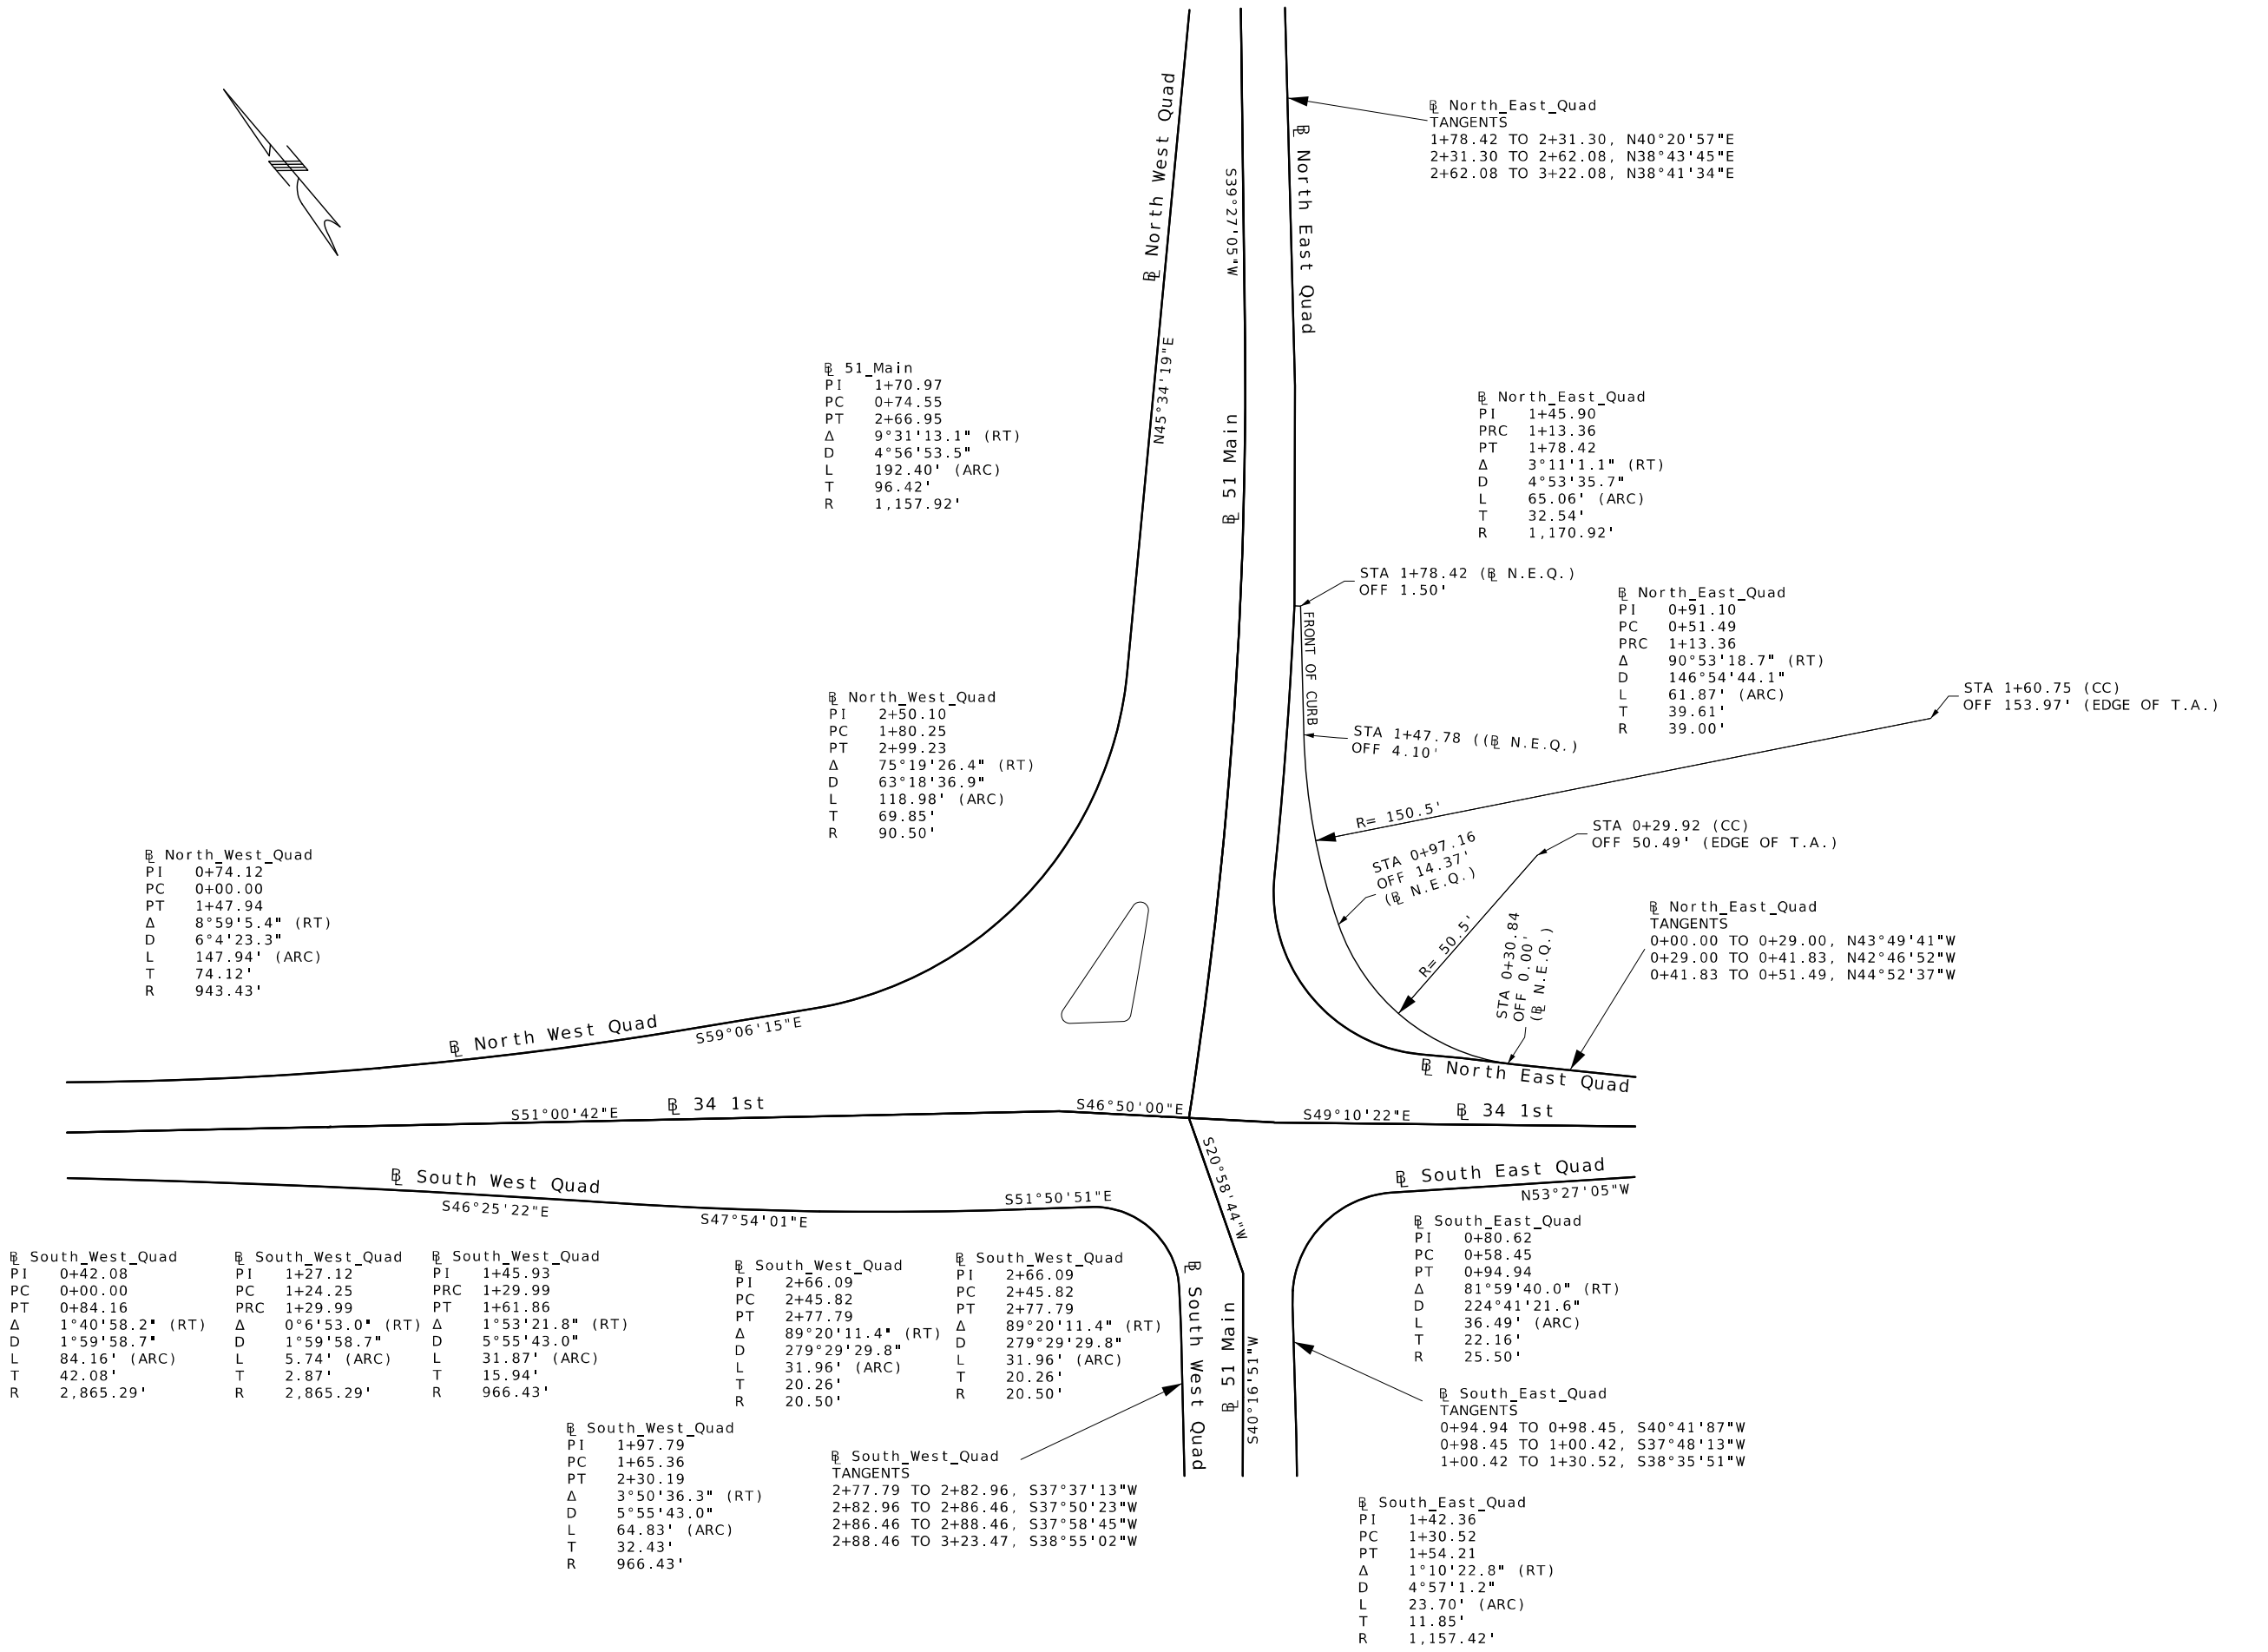 ℄ North_East_Quad
TANGENTS
1+78.42 TO 2+31.30, N40°20'57"E
2+31.30 TO 2+62.08, N38°43'45"E
2+62.08 TO 3+22.08, N38°41'34"E
℄ North West Quad
S39°27'05"W
℄ North East Quad
N45°34'19"E
℄ 51 Main
℄ 51_Main
PI 1+70.97
PC 0+74.55
PT 2+66.95
Δ 9°31'13.1" (RT)
D 4°56'53.5"
L 192.40' (ARC)
T 96.42'
R 1,157.92'
℄ North_East_Quad
PI 1+45.90
PRC 1+13.36
PT 1+78.42
Δ 3°11'1.1" (RT)
D 4°53'35.7"
L 65.06' (ARC)
T 32.54'
R 1,170.92'
STA 1+78.42 (℄ N.E.Q.)
OFF 1.50'
FRONT OF CURB
℄ North_East_Quad
PI 0+91.10
PC 0+51.49
PRC 1+13.36
Δ 90°53'18.7" (RT)
D 146°54'44.1"
L 61.87' (ARC)
T 39.61'
R 39.00'
STA 1+60.75 (CC)
OFF 153.97' (EDGE OF T.A.)
STA 1+47.78 ((℄ N.E.Q.)
OFF 4.10'
R= 150.5'
℄ North_West_Quad
PI 2+50.10
PC 1+80.25
PT 2+99.23
Δ 75°19'26.4" (RT)
D 63°18'36.9"
L 118.98' (ARC)
T 69.85'
R 90.50'
STA 0+29.92 (CC)
OFF 50.49' (EDGE OF T.A.)
STA 0+97.16
OFF 14.37'
(℄ N.E.Q.)
R= 50.5'
STA 0+30.84
OFF 0.00'
(℄ N.E.Q.)
℄ North_East_Quad
TANGENTS
0+00.00 TO 0+29.00, N43°49'41"W
0+29.00 TO 0+41.83, N42°46'52"W
0+41.83 TO 0+51.49, N44°52'37"W
℄ North_West_Quad
PI 0+74.12
PC 0+00.00
PT 1+47.94
Δ 8°59'5.4" (RT)
D 6°4'23.3"
L 147.94' (ARC)
T 74.12'
R 943.43'
℄ North West Quad
S59°06'15"E
℄ North East Quad
S51°00'42"E
℄ 34 1st
S46°50'00"E
S49°10'22"E
℄ 34 1st
℄ South West Quad
S46°25'22"E
S47°54'01"E
S51°50'51"E
S20°58'44"W
℄ South East Quad
N53°27'05"W
℄ South_West_Quad
PI 0+42.08
PC 0+00.00
PT 0+84.16
Δ 1°40'58.2" (RT)
D 1°59'58.7"
L 84.16' (ARC)
T 42.08'
R 2,865.29'
℄ South_West_Quad
PI 1+27.12
PC 1+24.25
PRC 1+29.99
Δ 0°6'53.0" (RT)
D 1°59'58.7"
L 5.74' (ARC)
T 2.87'
R 2,865.29'
℄ South_West_Quad
PI 1+45.93
PRC 1+29.99
PT 1+61.86
Δ 1°53'21.8" (RT)
D 5°55'43.0"
L 31.87' (ARC)
T 15.94'
R 966.43'
℄ South_West_Quad
PI 2+66.09
PC 2+45.82
PT 2+77.79
Δ 89°20'11.4" (RT)
D 279°29'29.8"
L 31.96' (ARC)
T 20.26'
R 20.50'
℄ South_West_Quad
PI 2+66.09
PC 2+45.82
PT 2+77.79
Δ 89°20'11.4" (RT)
D 279°29'29.8"
L 31.96' (ARC)
T 20.26'
R 20.50'
℄ South West Quad
℄ 51 Main
S40°16'51"W
℄ South_East_Quad
PI 0+80.62
PC 0+58.45
PT 0+94.94
Δ 81°59'40.0" (RT)
D 224°41'21.6"
L 36.49' (ARC)
T 22.16'
R 25.50'
℄ South_East_Quad
TANGENTS
0+94.94 TO 0+98.45, S40°41'87"W
0+98.45 TO 1+00.42, S37°48'13"W
1+00.42 TO 1+30.52, S38°35'51"W
℄ South_West_Quad
PI 1+97.79
PC 1+65.36
PT 2+30.19
Δ 3°50'36.3" (RT)
D 5°55'43.0"
L 64.83' (ARC)
T 32.43'
R 966.43'
℄ South_West_Quad
TANGENTS
2+77.79 TO 2+82.96, S37°37'13"W
2+82.96 TO 2+86.46, S37°50'23"W
2+86.46 TO 2+88.46, S37°58'45"W
2+88.46 TO 3+23.47, S38°55'02"W
℄ South_East_Quad
PI 1+42.36
PC 1+30.52
PT 1+54.21
Δ 1°10'22.8" (RT)
D 4°57'1.2"
L 23.70' (ARC)
T 11.85'
R 1,157.42'